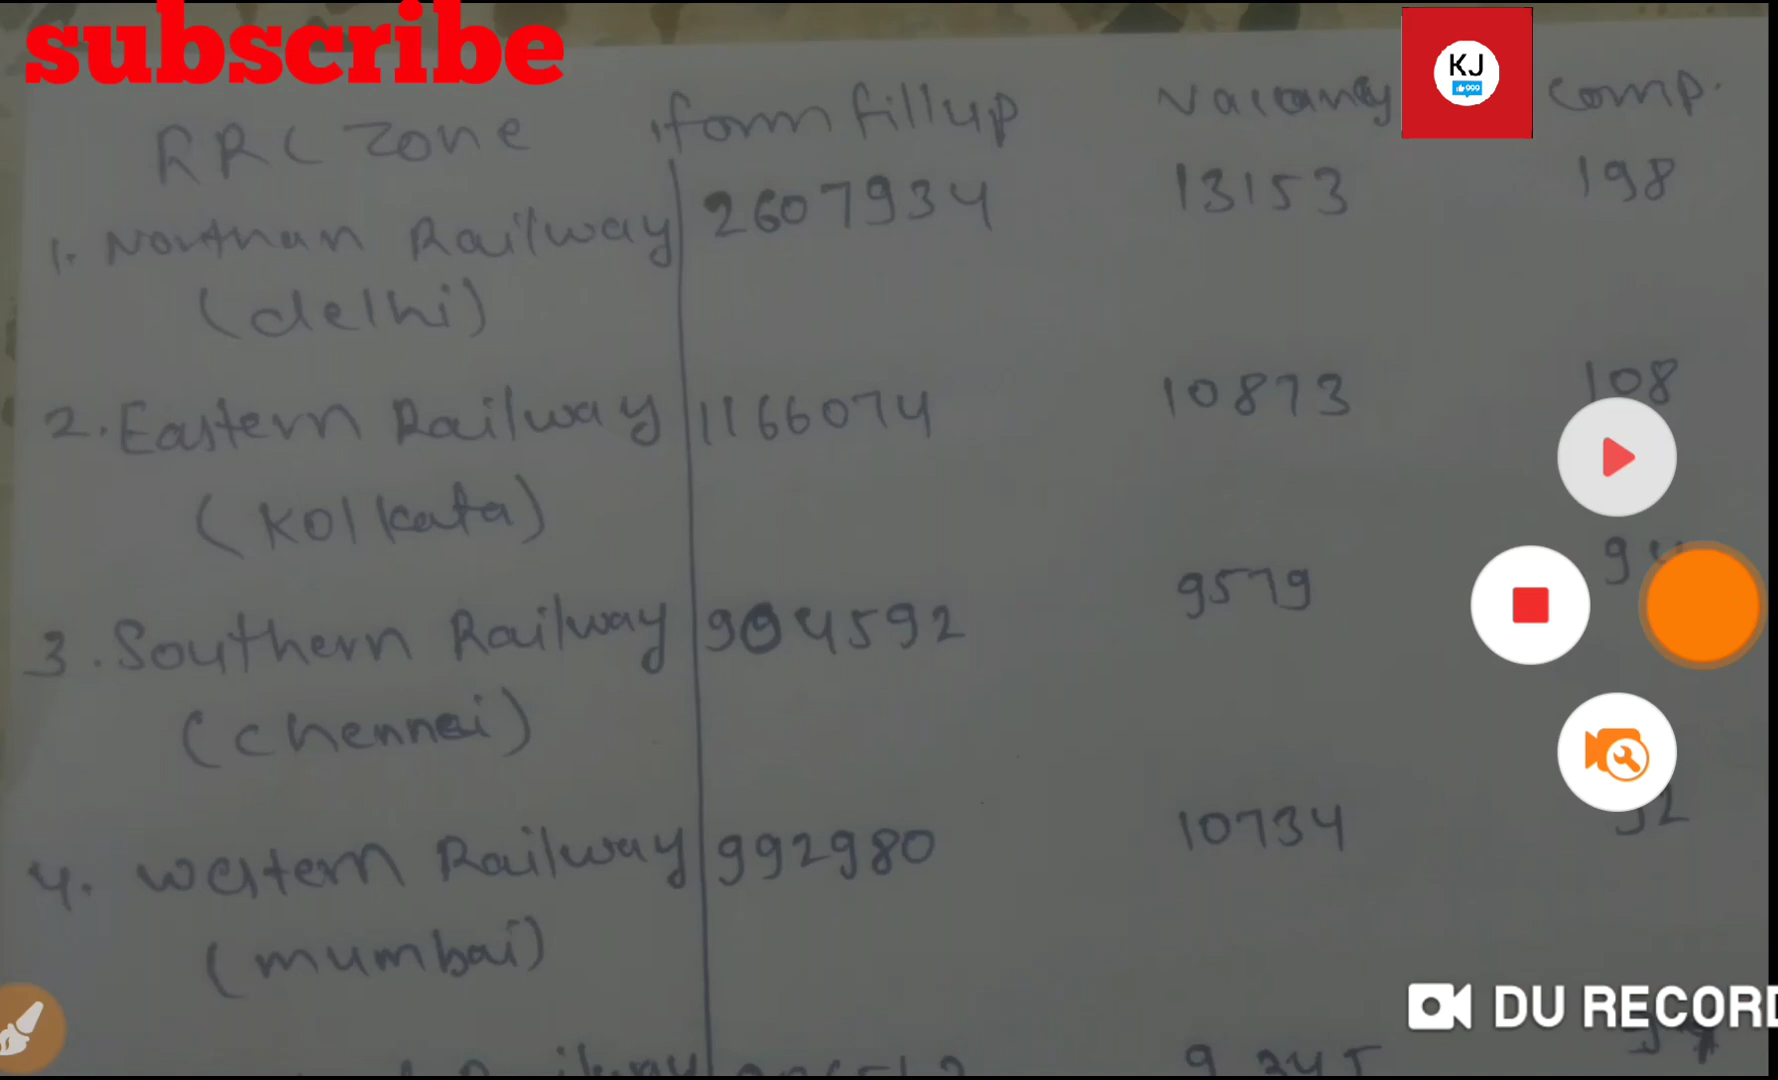 subscribe
KJ
999
RRC zone form fillup vacancy comp.
1. Northan Railway 2607934 13153 198
(delhi)
2. Eastern Railway 1166074 10873 108
(Kolkata)
3. Southern Railway 904592 9579
(chennai)
4. western Railway 992980 10734
(mumbai)
DU RECORD